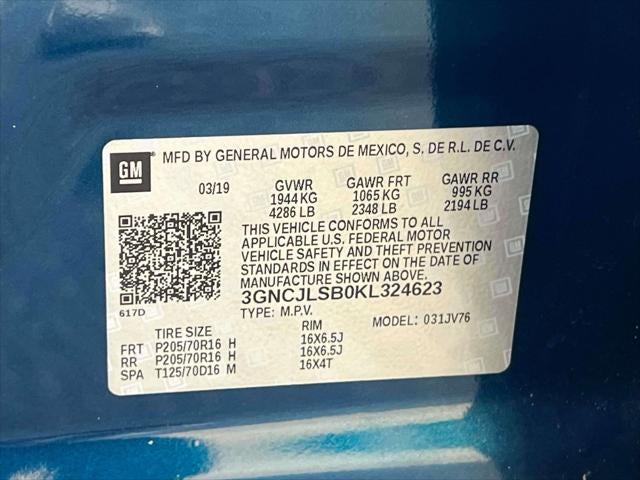 GM
MFD BY GENERAL MOTORS DE MEXICO, S. DE R.L. DE C.V.
03/19 GVWR GAWR FRT GAWR RR
1944 KG 1065 KG 995 KG
4286 LB 2348 LB 2194 LB
THIS VEHICLE CONFORMS TO ALL
APPLICABLE U.S. FEDERAL MOTOR
VEHICLE SAFETY AND THEFT PREVENTION
STANDARDS IN EFFECT ON THE DATE OF
MANUFACTURE SHOWN ABOVE.
3GNCJLSB0KL324623
617D
TYPE: M.P.V. MODEL: 031JV76
TIRE SIZE RIM
FRT P205/70R16 H 16X6.5J
RR P205/70R16 H 16X6.5J
SPA T125/70D16 M 16X4T